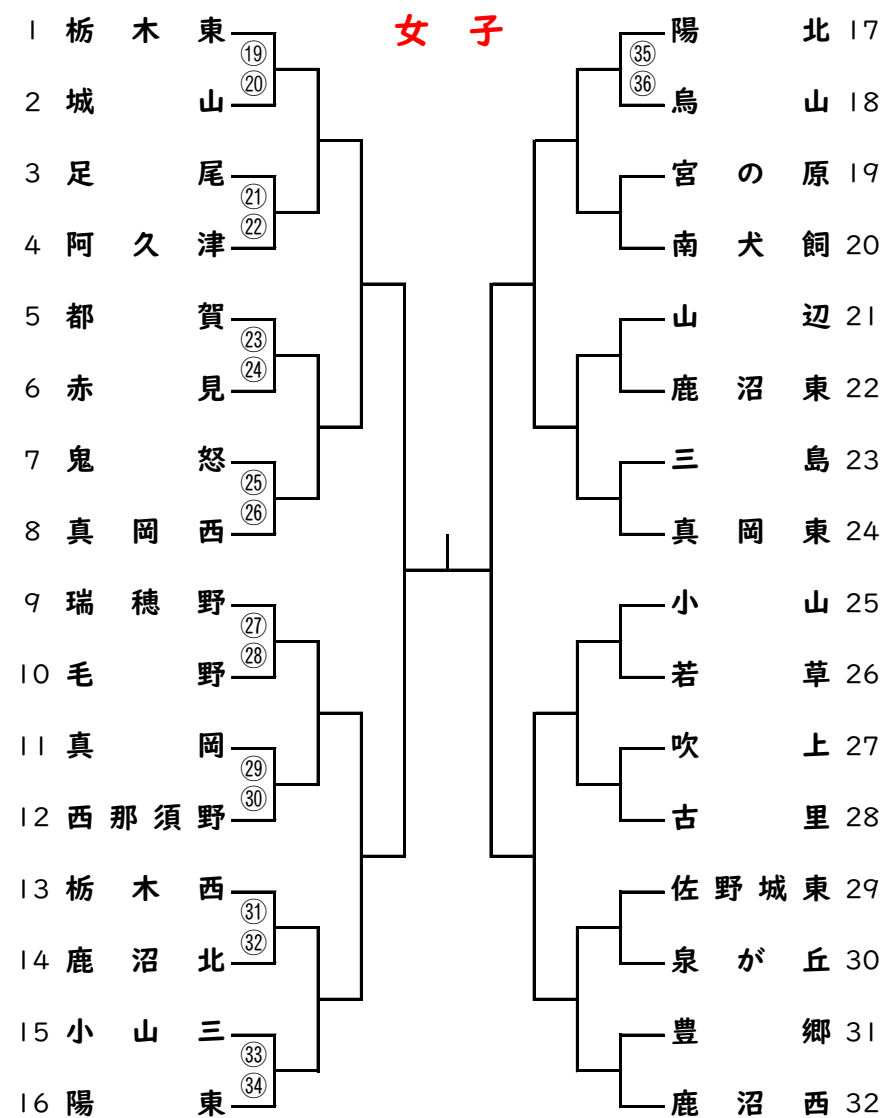 女子
1 栃木東
⑲
⑳
2 城山
3 足尾
㉑
㉒
4 阿久津
5 都賀
㉓
㉔
6 赤見
7 鬼怒
㉕
㉖
8 真岡西
9 瑞穂野
㉗
㉘
10 毛野
11 真岡
㉙
㉚
12 西那須野
13 栃木西
㉛
㉜
14 鹿沼北
15 小山三
㉝
㉞
16 陽東
陽北 17
㉟
㊱
烏山 18
宮の原 19
南犬飼 20
山辺 21
鹿沼東 22
三島 23
真岡東 24
小山 25
若草 26
吹上 27
古里 28
佐野城東 29
泉が丘 30
豊郷 31
鹿沼西 32